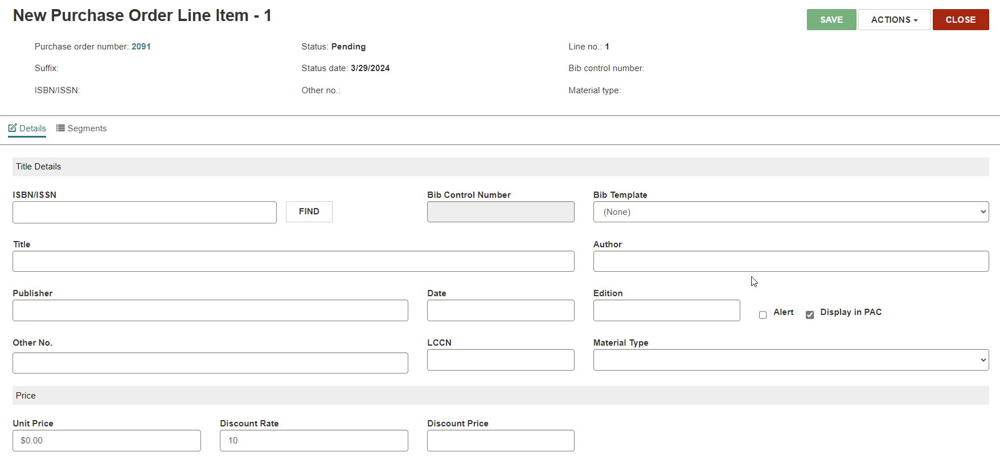 New Purchase Order Line Item - 1
SAVE ACTIONS CLOSE
Purchase order number: 2091 Status: Pending Line no.: 1
Suffix: Status date: 3/29/2024 Bib control number:
ISBN/ISSN: Other no.: Material type:
Details Segments
Title Details
ISBN/ISSN Bib Control Number Bib Template
FIND (None)
Title Author
Publisher Date Edition
Alert Display in PAC
Other No. LCCN Material Type
Price
Unit Price Discount Rate Discount Price
$0.00 10